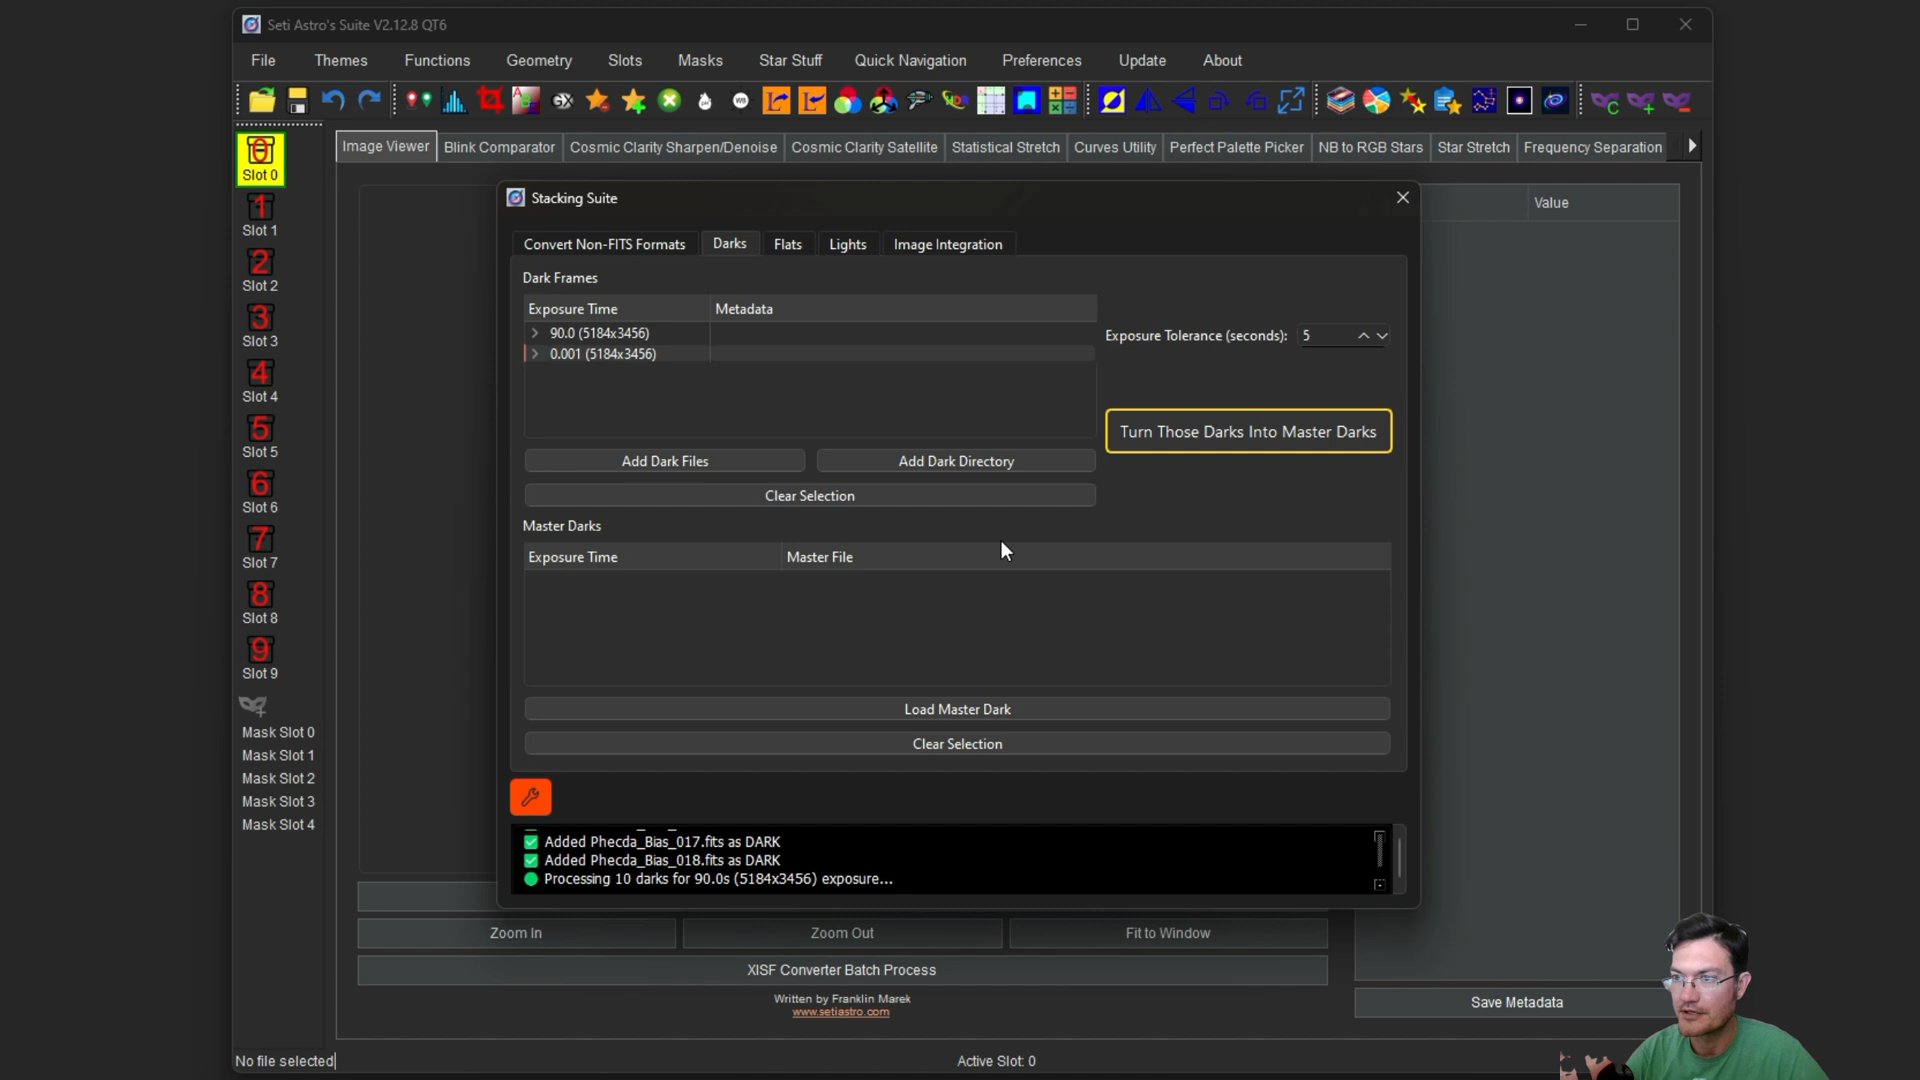 Seti Astro's Suite V2.12.8 QT6
File Themes Functions Geometry Slots Masks Star Stuff Quick Navigation Preferences Update About
Slot 0
Slot 1
Slot 2
Slot 3
Slot 4
Slot 5
Slot 6
Slot 7
Slot 8
Slot 9
Mask Slot 0
Mask Slot 1
Mask Slot 2
Mask Slot 3
Mask Slot 4
Image Viewer Blink Comparator Cosmic Clarity Sharpen/Denoise Cosmic Clarity Satellite Statistical Stretch Curves Utility Perfect Palette Picker NB to RGB Stars Star Stretch Frequency Separation
Value
Stacking Suite
Convert Non-FITS Formats Darks Flats Lights Image Integration
Dark Frames
Exposure Time Metadata
90.0 (5184x3456)
0.001 (5184x3456)
Exposure Tolerance (seconds): 5
Turn Those Darks Into Master Darks
Add Dark Files Add Dark Directory
Clear Selection
Master Darks
Exposure Time Master File
Load Master Dark
Clear Selection
Added Phecda_Bias_017.fits as DARK
Added Phecda_Bias_018.fits as DARK
Processing 10 darks for 90.0s (5184x3456) exposure...
Zoom In Zoom Out Fit to Window
XISF Converter Batch Process
Written by Franklin Marek
www.setiastro.com
Save Metadata
No file selected
Active Slot: 0